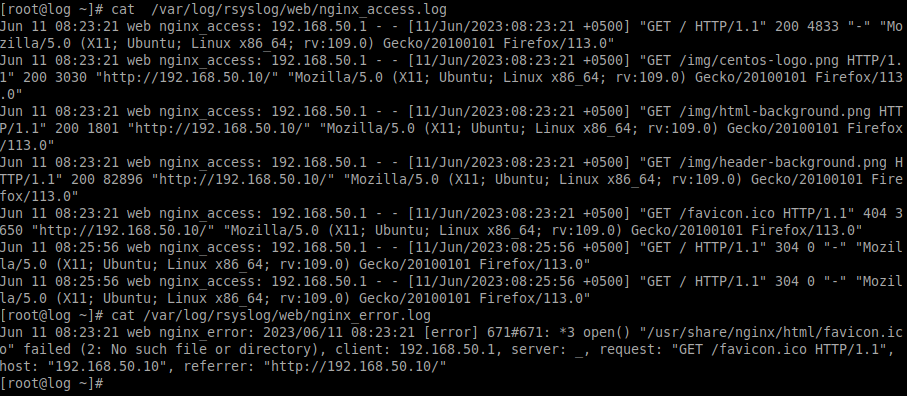 [root@log ~]# cat  /var/log/rsyslog/web/nginx_access.log
Jun 11 08:23:21 web nginx_access: 192.168.50.1 - - [11/Jun/2023:08:23:21 +0500] "GET / HTTP/1.1" 200 4833 "-" "Mo
zilla/5.0 (X11; Ubuntu; Linux x86_64; rv:109.0) Gecko/20100101 Firefox/113.0"
Jun 11 08:23:21 web nginx_access: 192.168.50.1 - - [11/Jun/2023:08:23:21 +0500] "GET /img/centos-logo.png HTTP/1.
1" 200 3030 "http://192.168.50.10/" "Mozilla/5.0 (X11; Ubuntu; Linux x86_64; rv:109.0) Gecko/20100101 Firefox/113
.0"
Jun 11 08:23:21 web nginx_access: 192.168.50.1 - - [11/Jun/2023:08:23:21 +0500] "GET /img/html-background.png HTT
P/1.1" 200 1801 "http://192.168.50.10/" "Mozilla/5.0 (X11; Ubuntu; Linux x86_64; rv:109.0) Gecko/20100101 Firefox
/113.0"
Jun 11 08:23:21 web nginx_access: 192.168.50.1 - - [11/Jun/2023:08:23:21 +0500] "GET /img/header-background.png H
TTP/1.1" 200 82896 "http://192.168.50.10/" "Mozilla/5.0 (X11; Ubuntu; Linux x86_64; rv:109.0) Gecko/20100101 Fire
fox/113.0"
Jun 11 08:23:21 web nginx_access: 192.168.50.1 - - [11/Jun/2023:08:23:21 +0500] "GET /favicon.ico HTTP/1.1" 404 3
650 "http://192.168.50.10/" "Mozilla/5.0 (X11; Ubuntu; Linux x86_64; rv:109.0) Gecko/20100101 Firefox/113.0"
Jun 11 08:25:56 web nginx_access: 192.168.50.1 - - [11/Jun/2023:08:25:56 +0500] "GET / HTTP/1.1" 304 0 "-" "Mozil
la/5.0 (X11; Ubuntu; Linux x86_64; rv:109.0) Gecko/20100101 Firefox/113.0"
Jun 11 08:25:56 web nginx_access: 192.168.50.1 - - [11/Jun/2023:08:25:56 +0500] "GET / HTTP/1.1" 304 0 "-" "Mozil
la/5.0 (X11; Ubuntu; Linux x86_64; rv:109.0) Gecko/20100101 Firefox/113.0"
[root@log ~]# cat /var/log/rsyslog/web/nginx_error.log
Jun 11 08:23:21 web nginx_error: 2023/06/11 08:23:21 [error] 671#671: *3 open() "/usr/share/nginx/html/favicon.ic
o" failed (2: No such file or directory), client: 192.168.50.1, server: _, request: "GET /favicon.ico HTTP/1.1",
host: "192.168.50.10", referrer: "http://192.168.50.10/"
[root@log ~]#